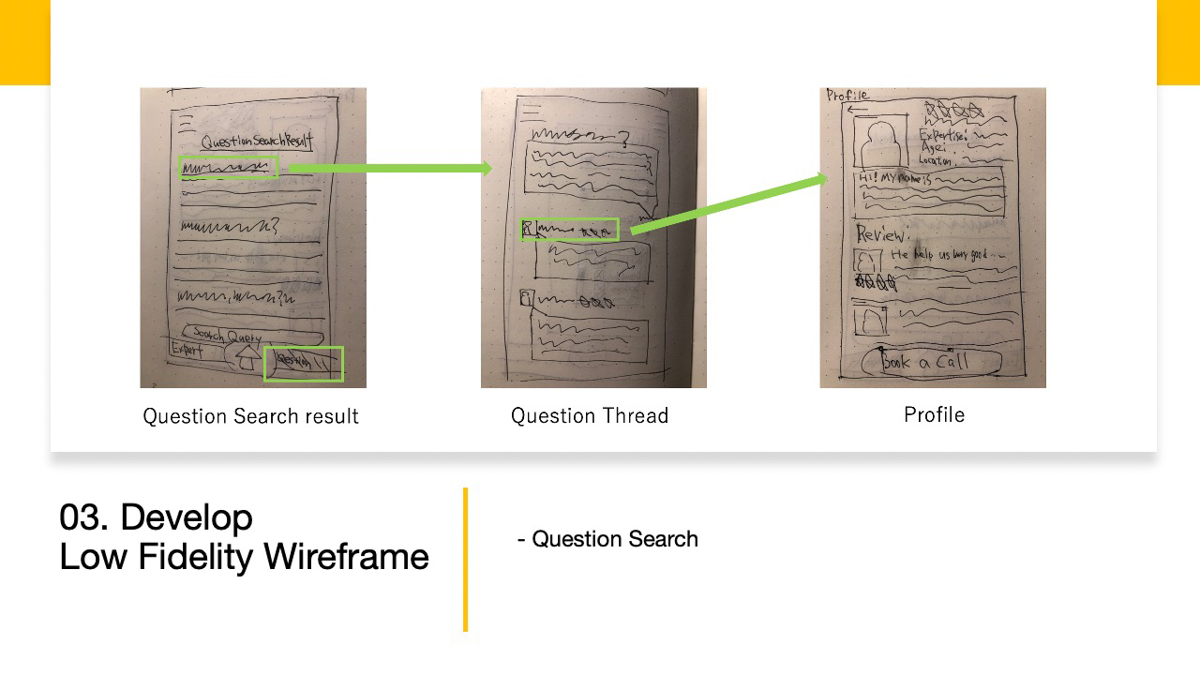 Question Search Result
Search Query
Expert
Question
?
Profile
Expertise:
Age:
Location:
Hi! My name is
Review:
He help us very good...
Book a Call
Question Search result
Question Thread
Profile
03. Develop
Low Fidelity Wireframe
- Question Search